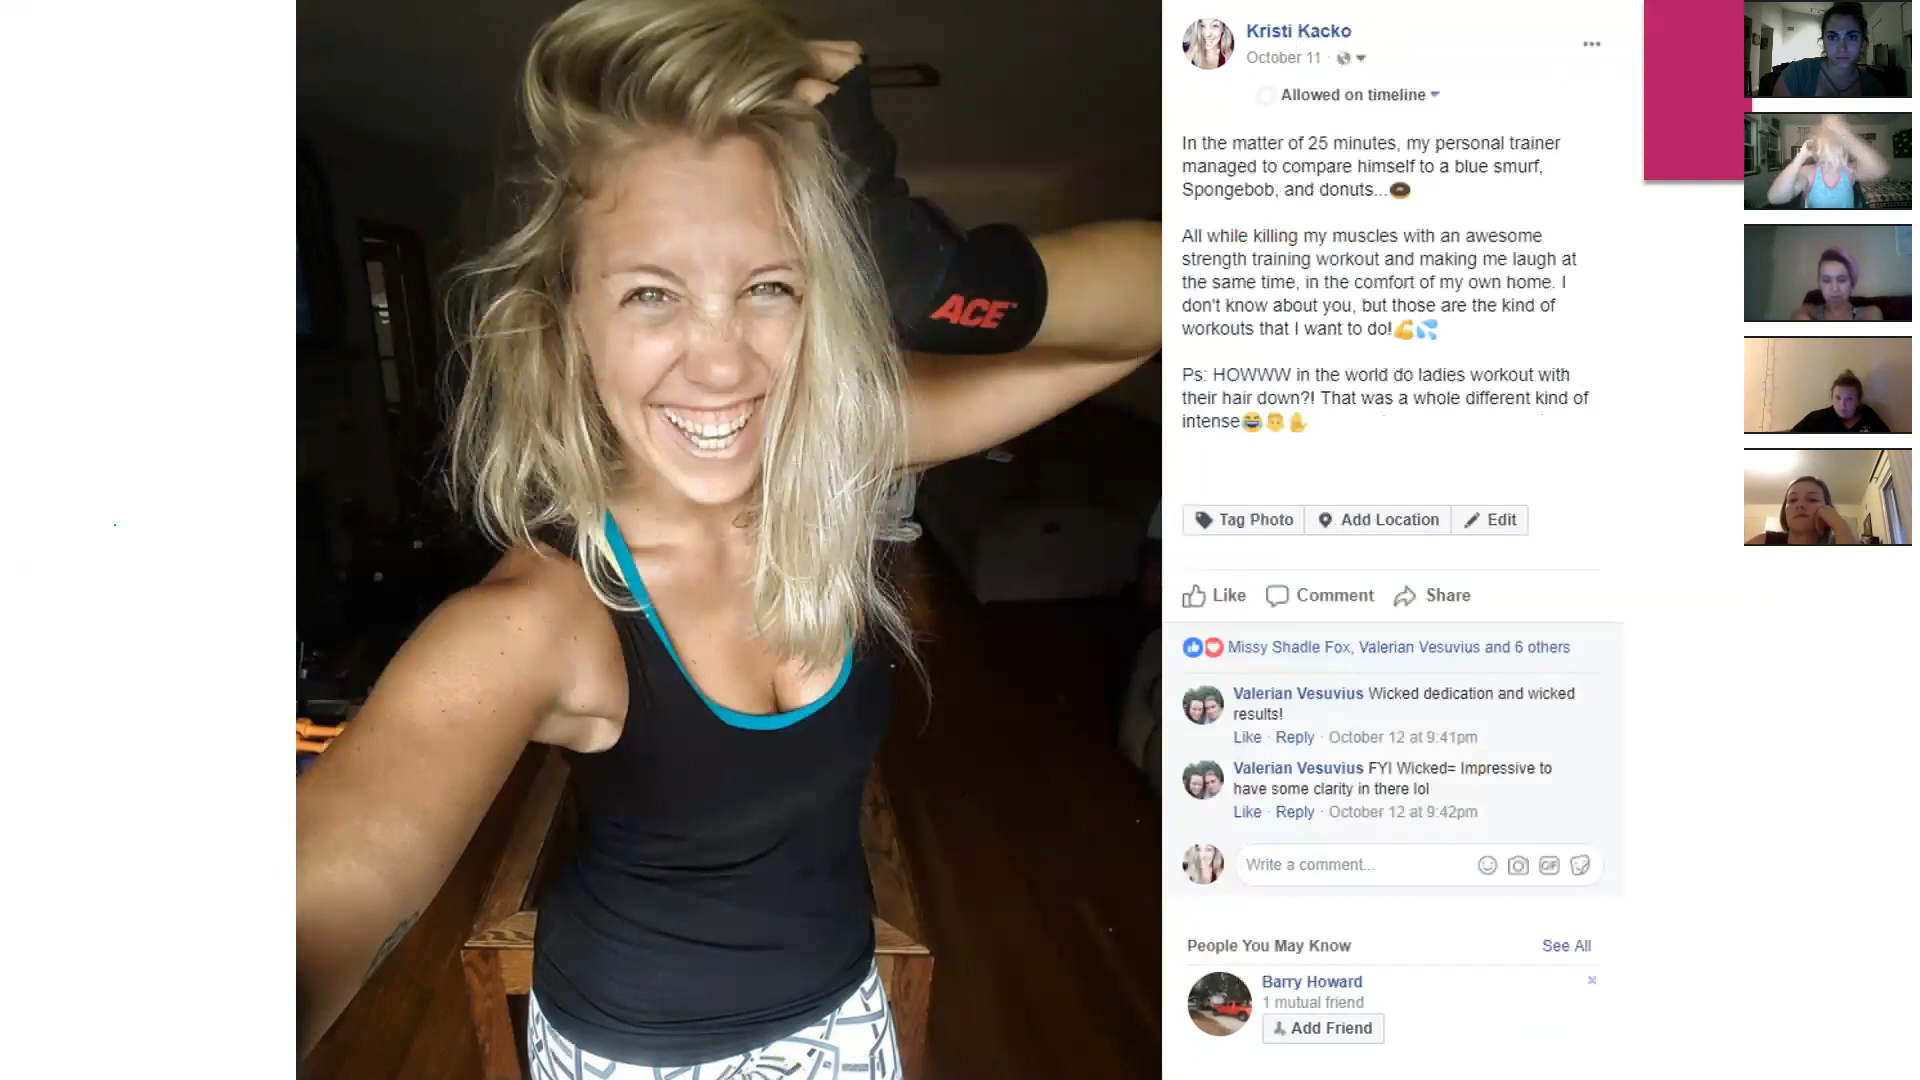 ACE
Kristi Kacko
October 11
Allowed on timeline
In the matter of 25 minutes, my personal trainer
managed to compare himself to a blue smurf,
Spongebob, and donuts...🍩
All while killing my muscles with an awesome
strength training workout and making me laugh at
the same time, in the comfort of my own home. I
don't know about you, but those are the kind of
workouts that I want to do!💪💦
Ps: HOWWW in the world do ladies workout with
their hair down?! That was a whole different kind of
intense😂
Tag Photo Add Location Edit
Like Comment Share
Missy Shadle Fox, Valerian Vesuvius and 6 others
Valerian Vesuvius Wicked dedication and wicked
results!
Like · Reply · October 12 at 9:41pm
Valerian Vesuvius FYI Wicked= Impressive to
have some clarity in there lol
Like · Reply · October 12 at 9:42pm
Write a comment...
GIF
People You May Know See All
Barry Howard
1 mutual friend
Add Friend